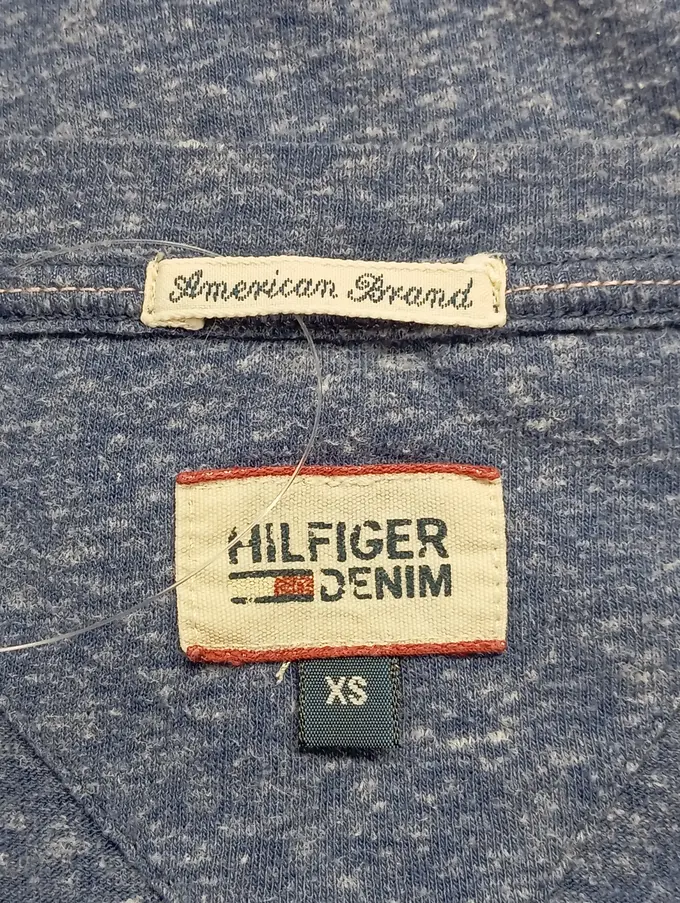 American Brand
HILFIGER
DENIM
XS